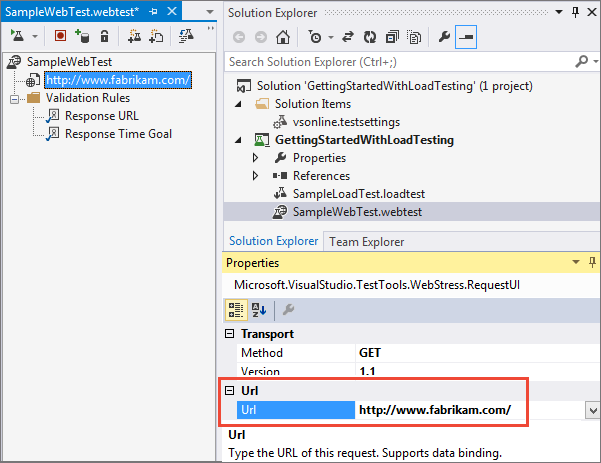 SampleWebTest.webtest*
SampleWebTest
http://www.fabrikam.com/
Validation Rules
Response URL
Response Time Goal
Solution Explorer
Search Solution Explorer (Ctrl+;)
Solution 'GettingStartedWithLoadTesting' (1 project)
Solution Items
vsonline.testsettings
GettingStartedWithLoadTesting
Properties
References
SampleLoadTest.loadtest
SampleWebTest.webtest
Solution Explorer Team Explorer
Properties
Microsoft.VisualStudio.TestTools.WebStress.RequestUI
Transport
Method GET
Version 1.1
Url
Url http://www.fabrikam.com/
Url
Type the URL of this request. Supports data binding.